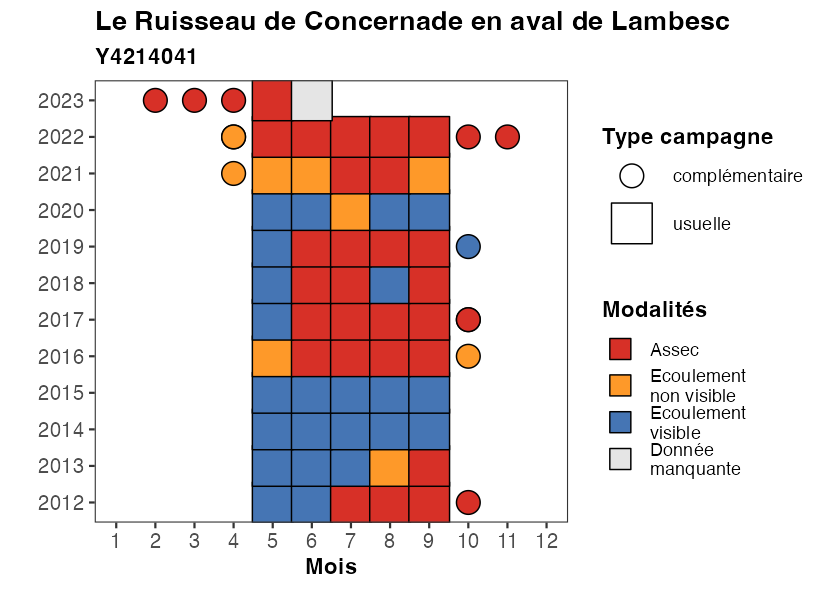 Le Ruisseau de Concernade en aval de Lambesc
Y4214041
2023
2022
2021
2020
2019
2018
2017
2016
2015
2014
2013
2012
1 2 3 4 5 6 7 8 9 10 11 12
Mois
Type campagne
complémentaire
usuelle
Modalités
Assec
Ecoulement
non visible
Ecoulement
visible
Donnée
manquante